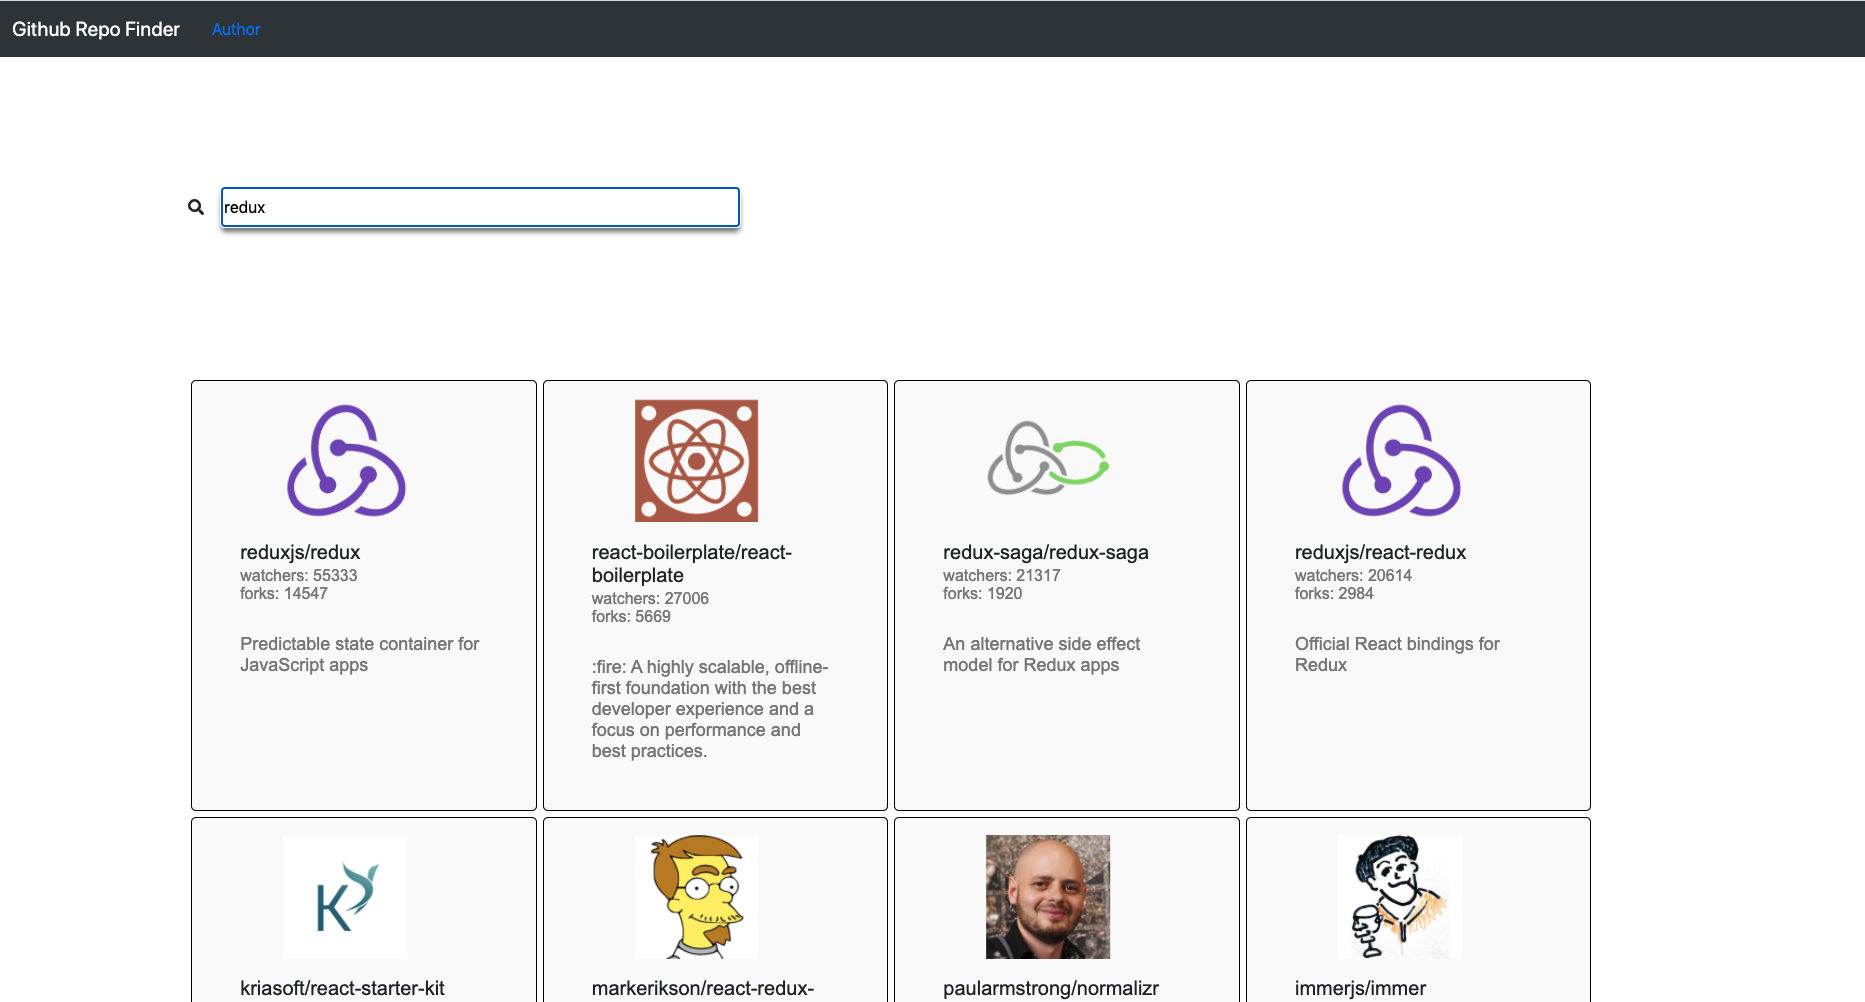 Github Repo Finder
Author
redux
reduxjs/redux
watchers: 55333
forks: 14547
Predictable state container for
JavaScript apps
react-boilerplate/react-
boilerplate
watchers: 27006
forks: 5669
:fire: A highly scalable, offline-
first foundation with the best
developer experience and a
focus on performance and
best practices.
redux-saga/redux-saga
watchers: 21317
forks: 1920
An alternative side effect
model for Redux apps
reduxjs/react-redux
watchers: 20614
forks: 2984
Official React bindings for
Redux
K
kriasoft/react-starter-kit
markerikson/react-redux-
paularmstrong/normalizr
immerjs/immer